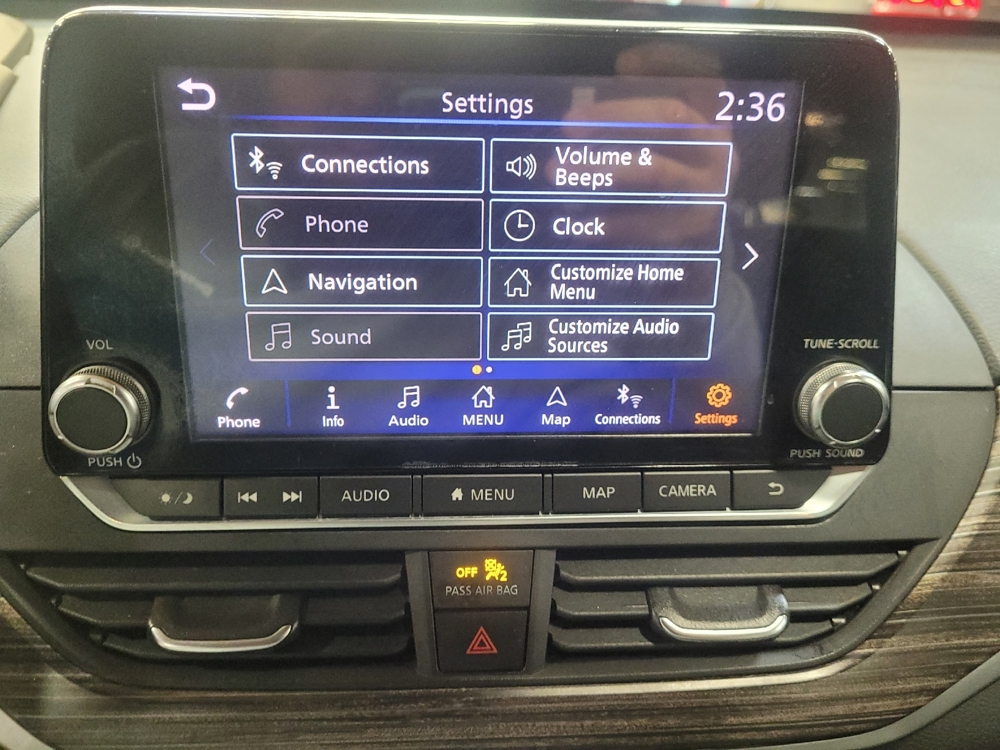 Settings
2:36
Connections
Volume &
Beeps
Phone
Clock
Navigation
Customize Home
Menu
Sound
Customize Audio
Sources
VOL
TUNE·SCROLL
Phone
Info
Audio
MENU
Map
Connections
Settings
PUSH
PUSH SOUND
AUDIO
MENU
MAP
CAMERA
OFF 2
PASS AIR BAG